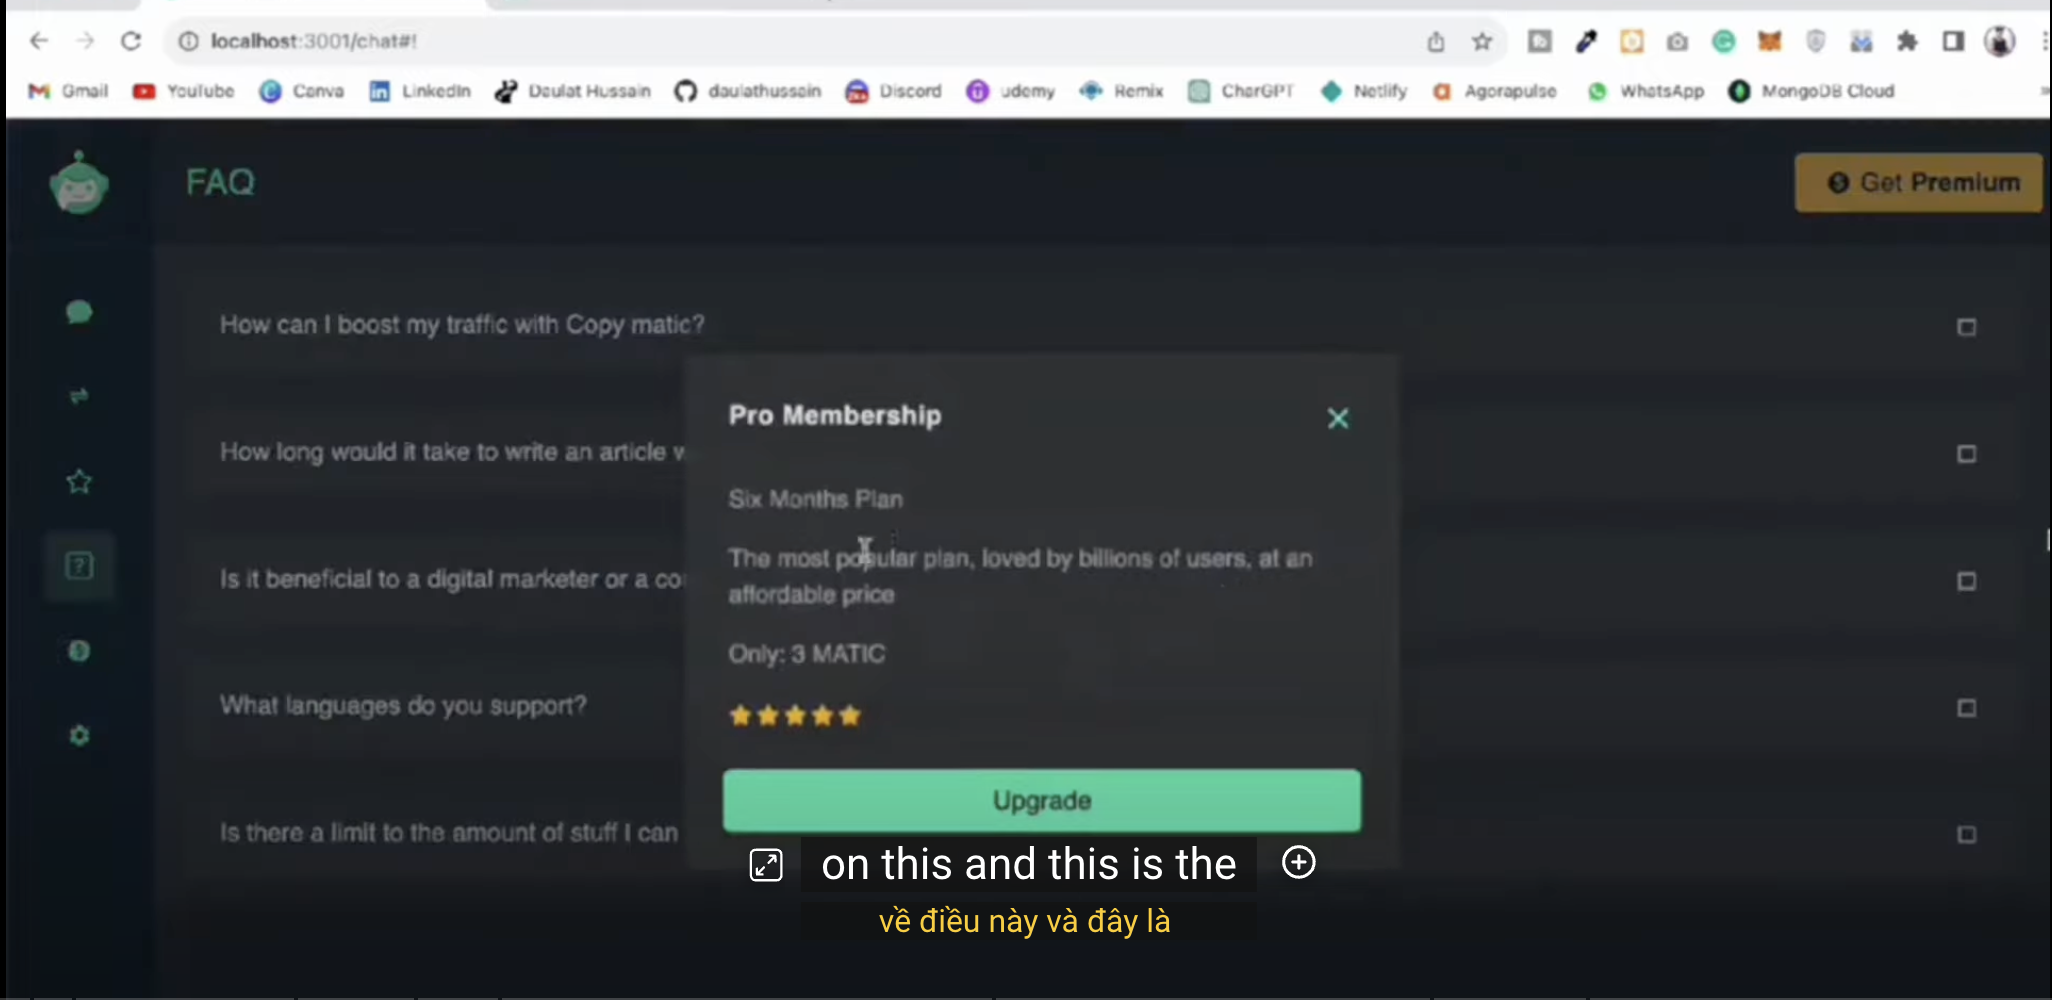 localhost:3001/chat#!
Gmail YouTube Canva LinkedIn Daulat Hussain daulathussain Discord udemy Remix CharGPT Netlify Agorapulse WhatsApp MongoDB Cloud
FAQ
Get Premium
How can I boost my traffic with Copy matic?
Pro Membership
How long would it take to write an article
Six Months Plan
The most popular plan, loved by billions of users, at an
affordable price
Is it beneficial to a digital marketer or a
Only: 3 MATIC
What languages do you support?
Upgrade
Is there a limit to the amount of stuff I can
on this and this is the
về điều này và đây là